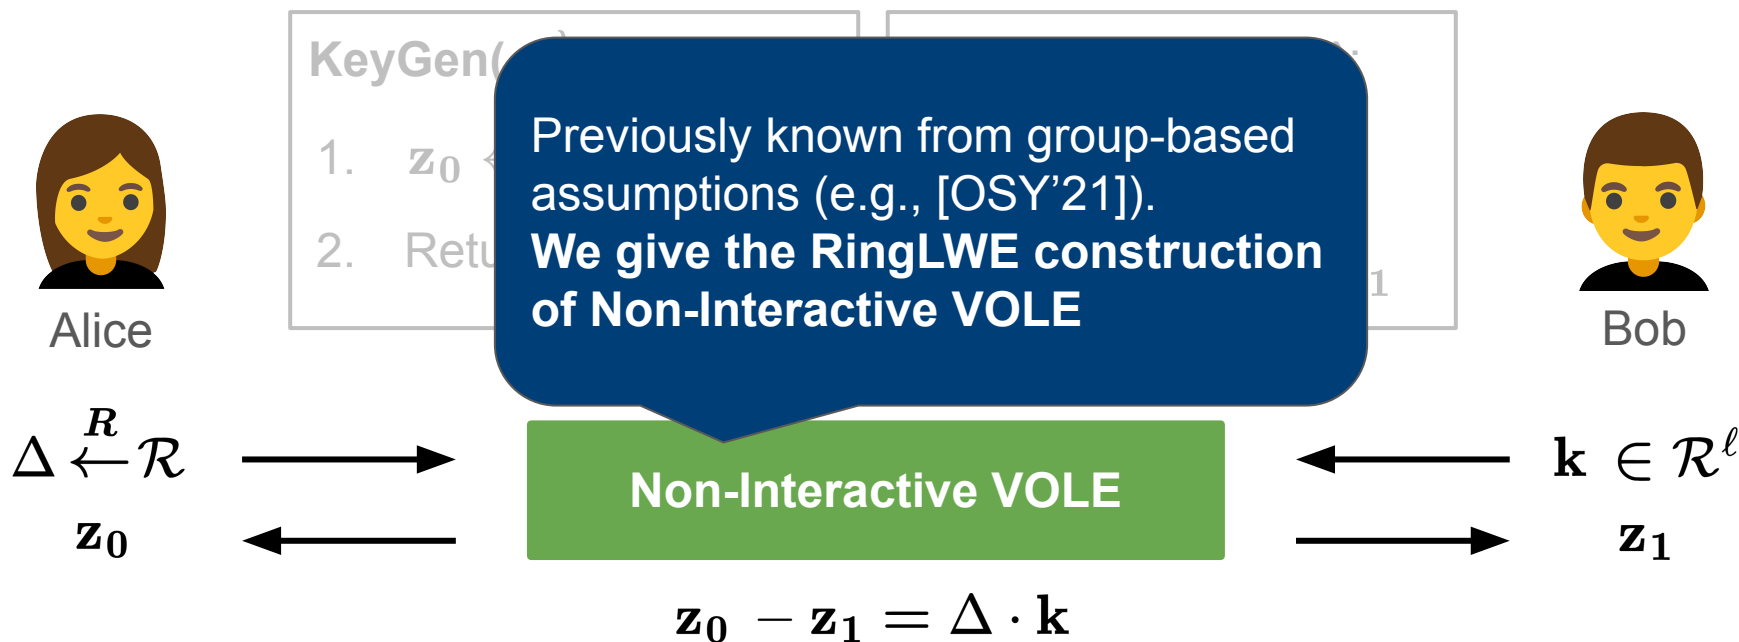 KeyGen(
1. z₀ ←
2.
Previously known from group-based
assumptions (e.g., [OSY’21]).
We give the RingLWE construction
of Non-Interactive VOLE
1
Alice
Bob
Δ ←ᴿ ℛ
k ∈ ℛ^ℓ
Non-Interactive VOLE
z₀
z₁
z₀ − z₁ = Δ · k